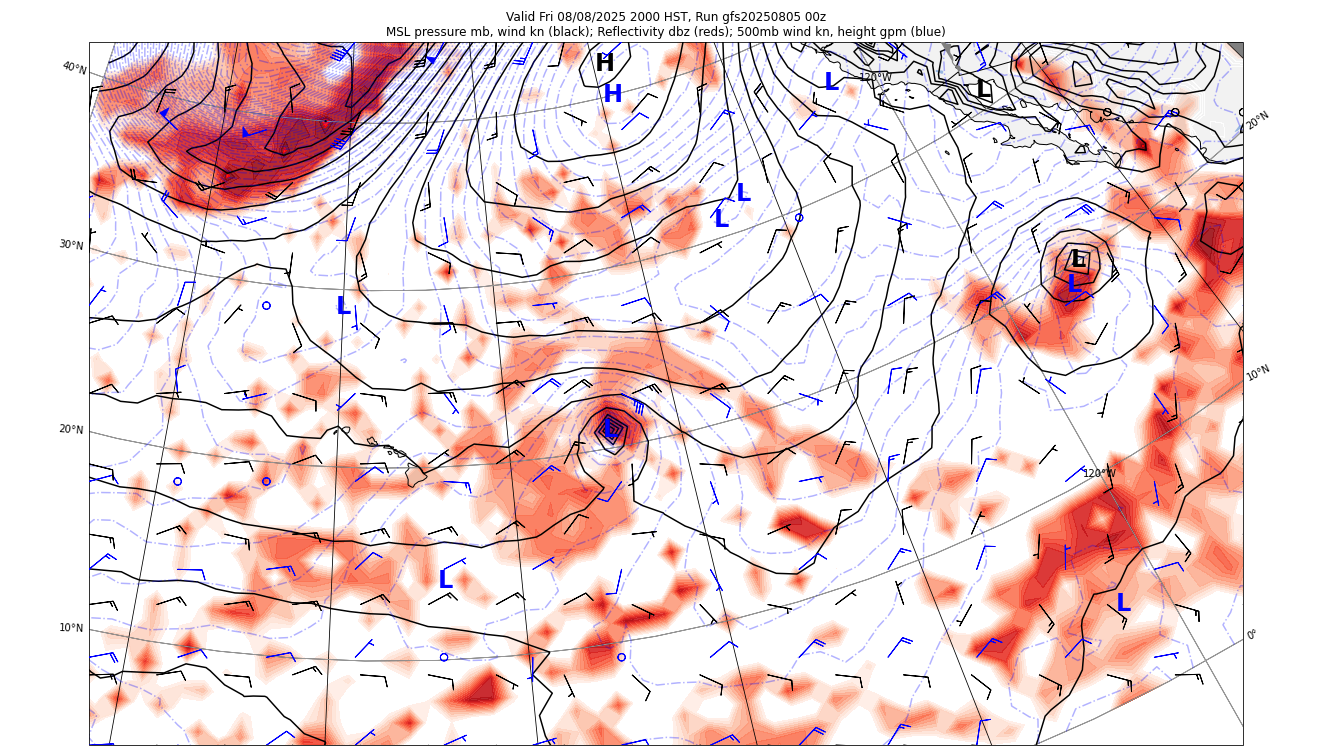 Valid Fri 08/08/2025 2000 HST, Run gfs20250805 00z
MSL pressure mb, wind kn (black); Reflectivity dbz (reds); 500mb wind kn, height gpm (blue)
H
H
L
L
120°W
40°N
20°N
L
L
30°N
L
L
L
10°N
20°N
L
120°W
L
L
10°N
0°